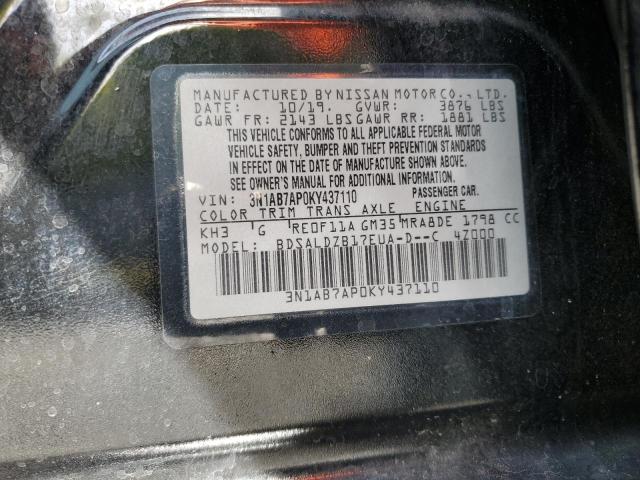 MANUFACTURED BY NISSAN MOTOR CO., LTD.
DATE: 10/19. GVWR: 3876 LBS
GAWR FR: 2143 LBS GAWR RR: 1881 LBS
THIS VEHICLE CONFORMS TO ALL APPLICABLE FEDERAL MOTOR
VEHICLE SAFETY, BUMPER AND THEFT PREVENTION STANDARDS
IN EFFECT ON THE DATE OF MANUFACTURE SHOWN ABOVE.
SEE OWNER'S MANUAL FOR ADDITIONAL INFORMATION.
VIN: 3N1AB7AP0KY437110 PASSENGER CAR.
COLOR TRIM TRANS AXLE ENGINE
KH3 G RE0F11A GM35 MRA8DE 1798 CC
MODEL: BDSALDZB17EUA-D--C 4Z000
3N1AB7AP0KY437110